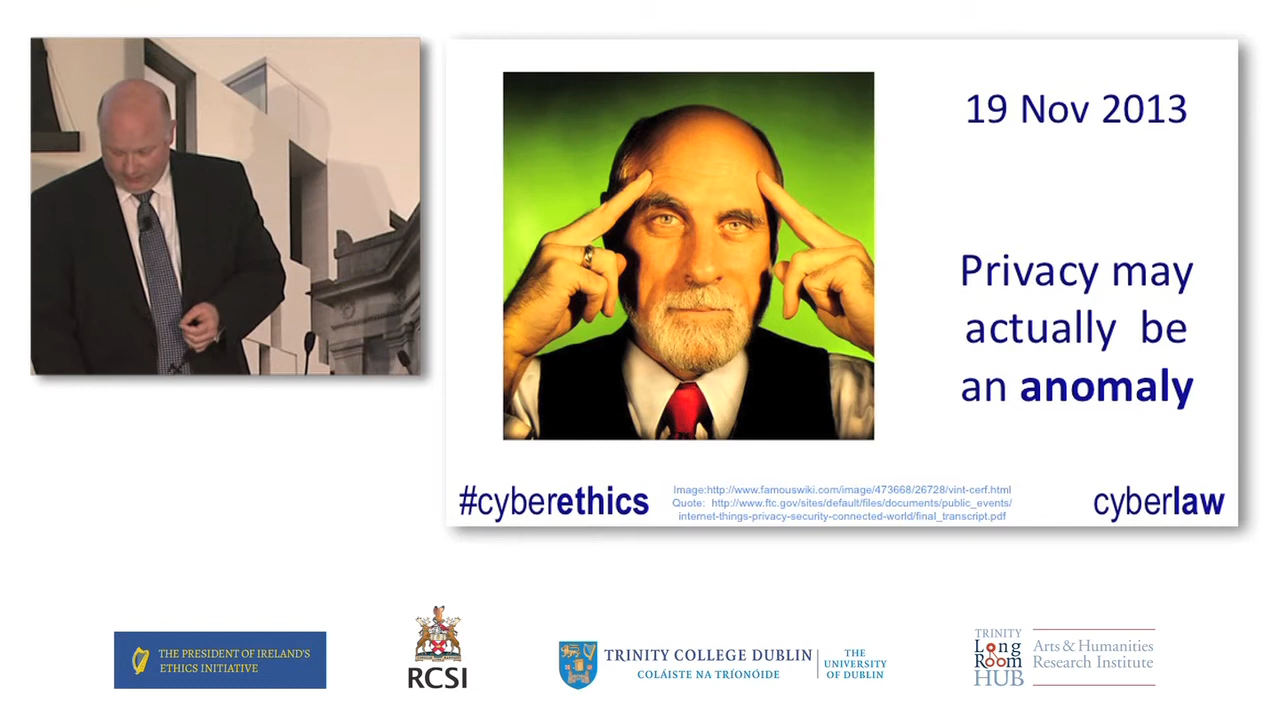 19 Nov 2013
Privacy may
actually be
an anomaly
#cyberethics
Image:http://www.famouswiki.com/image/473668/26728/vint-cerf.html
Quote: http://www.ftc.gov/sites/default/files/documents/public_events/
internet-things-privacy-security-connected-world/final_transcript.pdf
cyberlaw
THE PRESIDENT OF IRELAND'S
ETHICS INITIATIVE
RCSI
TRINITY COLLEGE DUBLIN
COLÁISTE NA TRÍONÓIDE
THE
UNIVERSITY
OF DUBLIN
TRINITY
Long
Room
HUB
Arts & Humanities
Research Institute